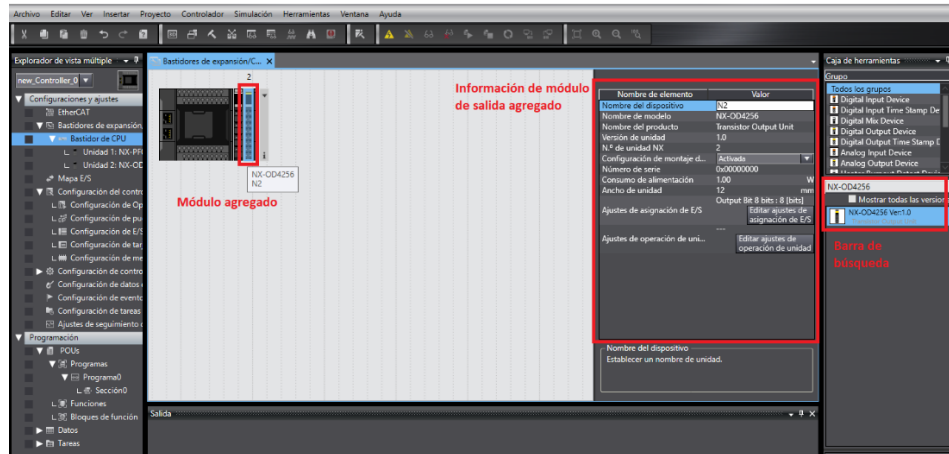 Archivo Editar Ver Insertar Proyecto Controlador Simulación Herramientas Ventana Ayuda
Explorador de vista múltiple
new_Controller_0
Configuraciones y ajustes
EtherCAT
Bastidores de expansión
Bastidor de CPU
Unidad 1: NX-PF
Unidad 2: NX-OD
Mapa E/S
Configuración del contro
Configuración de Op
Configuración de pu
Configuración de E/S
Configuración de tar
Configuración de me
Configuración de contro
Configuración de datos
Configuración de evento
Configuración de tareas
Ajustes de seguimiento
Programación
POUs
Programas
Programa0
Sección0
Funciones
Bloques de función
Datos
Tareas
Bastidores de expansión/C... X
2
NX-OD4256
N2
Módulo agregado
Información de módulo
de salida agregado
Nombre de elemento Valor
Nombre del dispositivo N2
Nombre de modelo NX-OD4256
Nombre del producto Transistor Output Unit
Versión de unidad 1.0
N.º de unidad NX 2
Configuración de montaje d... Activada
Número de serie 0x00000000
Consumo de alimentación 1.00 W
Ancho de unidad 12 mm
Output Bit 8 bits : 8 [bits]
Ajustes de asignación de E/S Editar ajustes de
asignación de E/S
---
Ajustes de operación de uni... Editar ajustes de
operación de unidad
Nombre del dispositivo
Establecer un nombre de unidad.
Salida
Caja de herramientas
Grupo
Todos los grupos
Digital Input Device
Digital Input Time Stamp De
Digital Mix Device
Digital Output Device
Digital Output Time Stamp D
Analog Input Device
Analog Output Device
NX-OD4256
Mostrar todas las version
NX-OD4256 Ver:1.0
Transistor Output Unit
Barra de
búsqueda